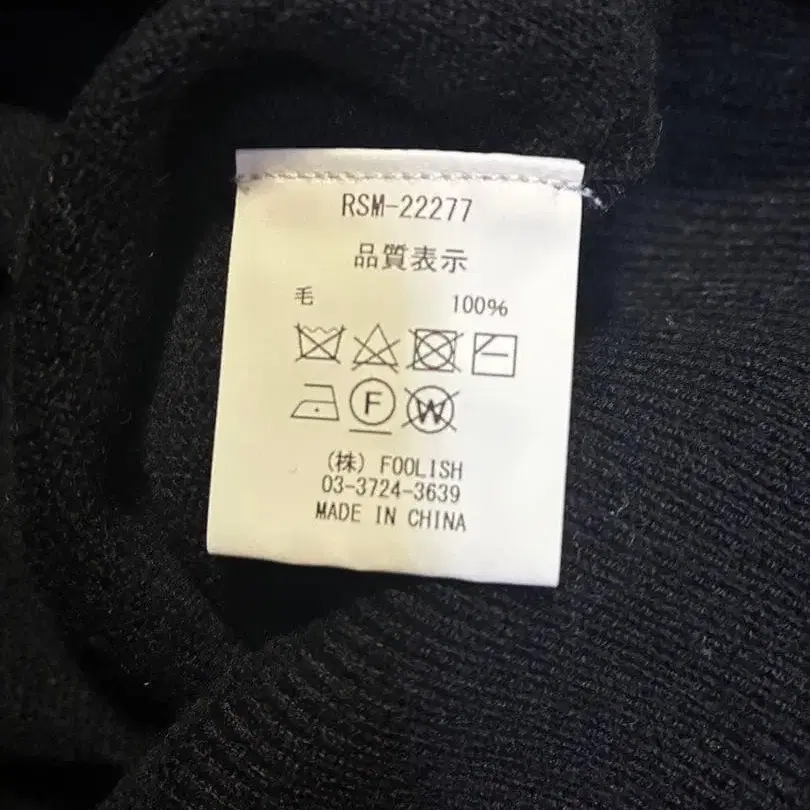 RSM-22277
品質表示
毛 100%
F W
(株) FOOLISH
03-3724-3639
MADE IN CHINA